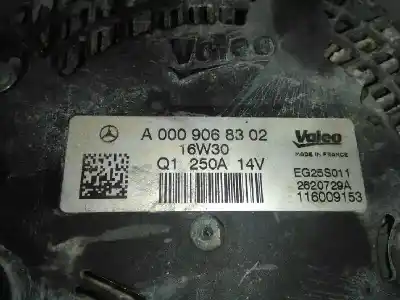 Valeo
A 000 906 83 02
16W30
Q1 250A 14V
Valeo
MADE IN FRANCE
EG25S011
2620729A
116009153